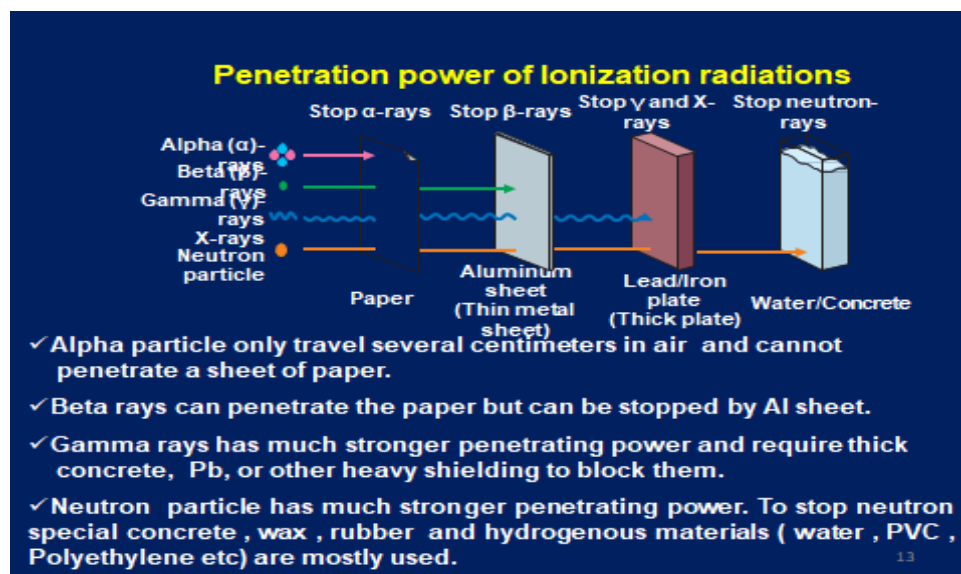 Penetration power of Ionization radiations
Stop α-rays
Stop β-rays
Stop γ and X-
rays
Stop neutron-
rays
Alpha (α)-
rays
Beta (β)-
rays
Gamma (γ)-
rays
X-rays
Neutron
particle
Paper
Aluminum
sheet
(Thin metal
sheet)
Lead/Iron
plate
(Thick plate)
Water/Concrete
✓Alpha particle only travel several centimeters in air and cannot
penetrate a sheet of paper.
✓Beta rays can penetrate the paper but can be stopped by Al sheet.
✓Gamma rays has much stronger penetrating power and require thick
concrete, Pb, or other heavy shielding to block them.
✓Neutron particle has much stronger penetrating power. To stop neutron
special concrete , wax , rubber and hydrogenous materials ( water , PVC ,
Polyethylene etc) are mostly used.
13